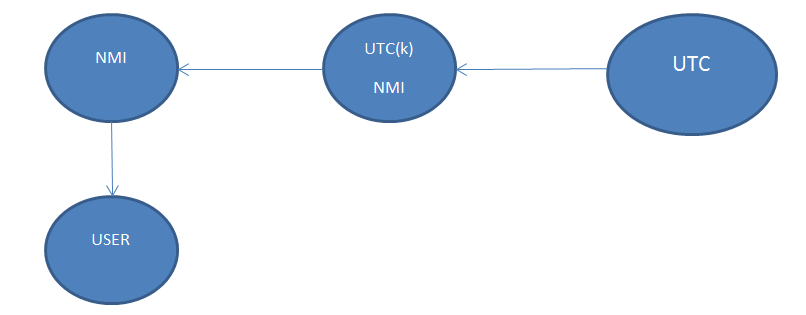 NMI
UTC(k)
NMI
UTC
USER